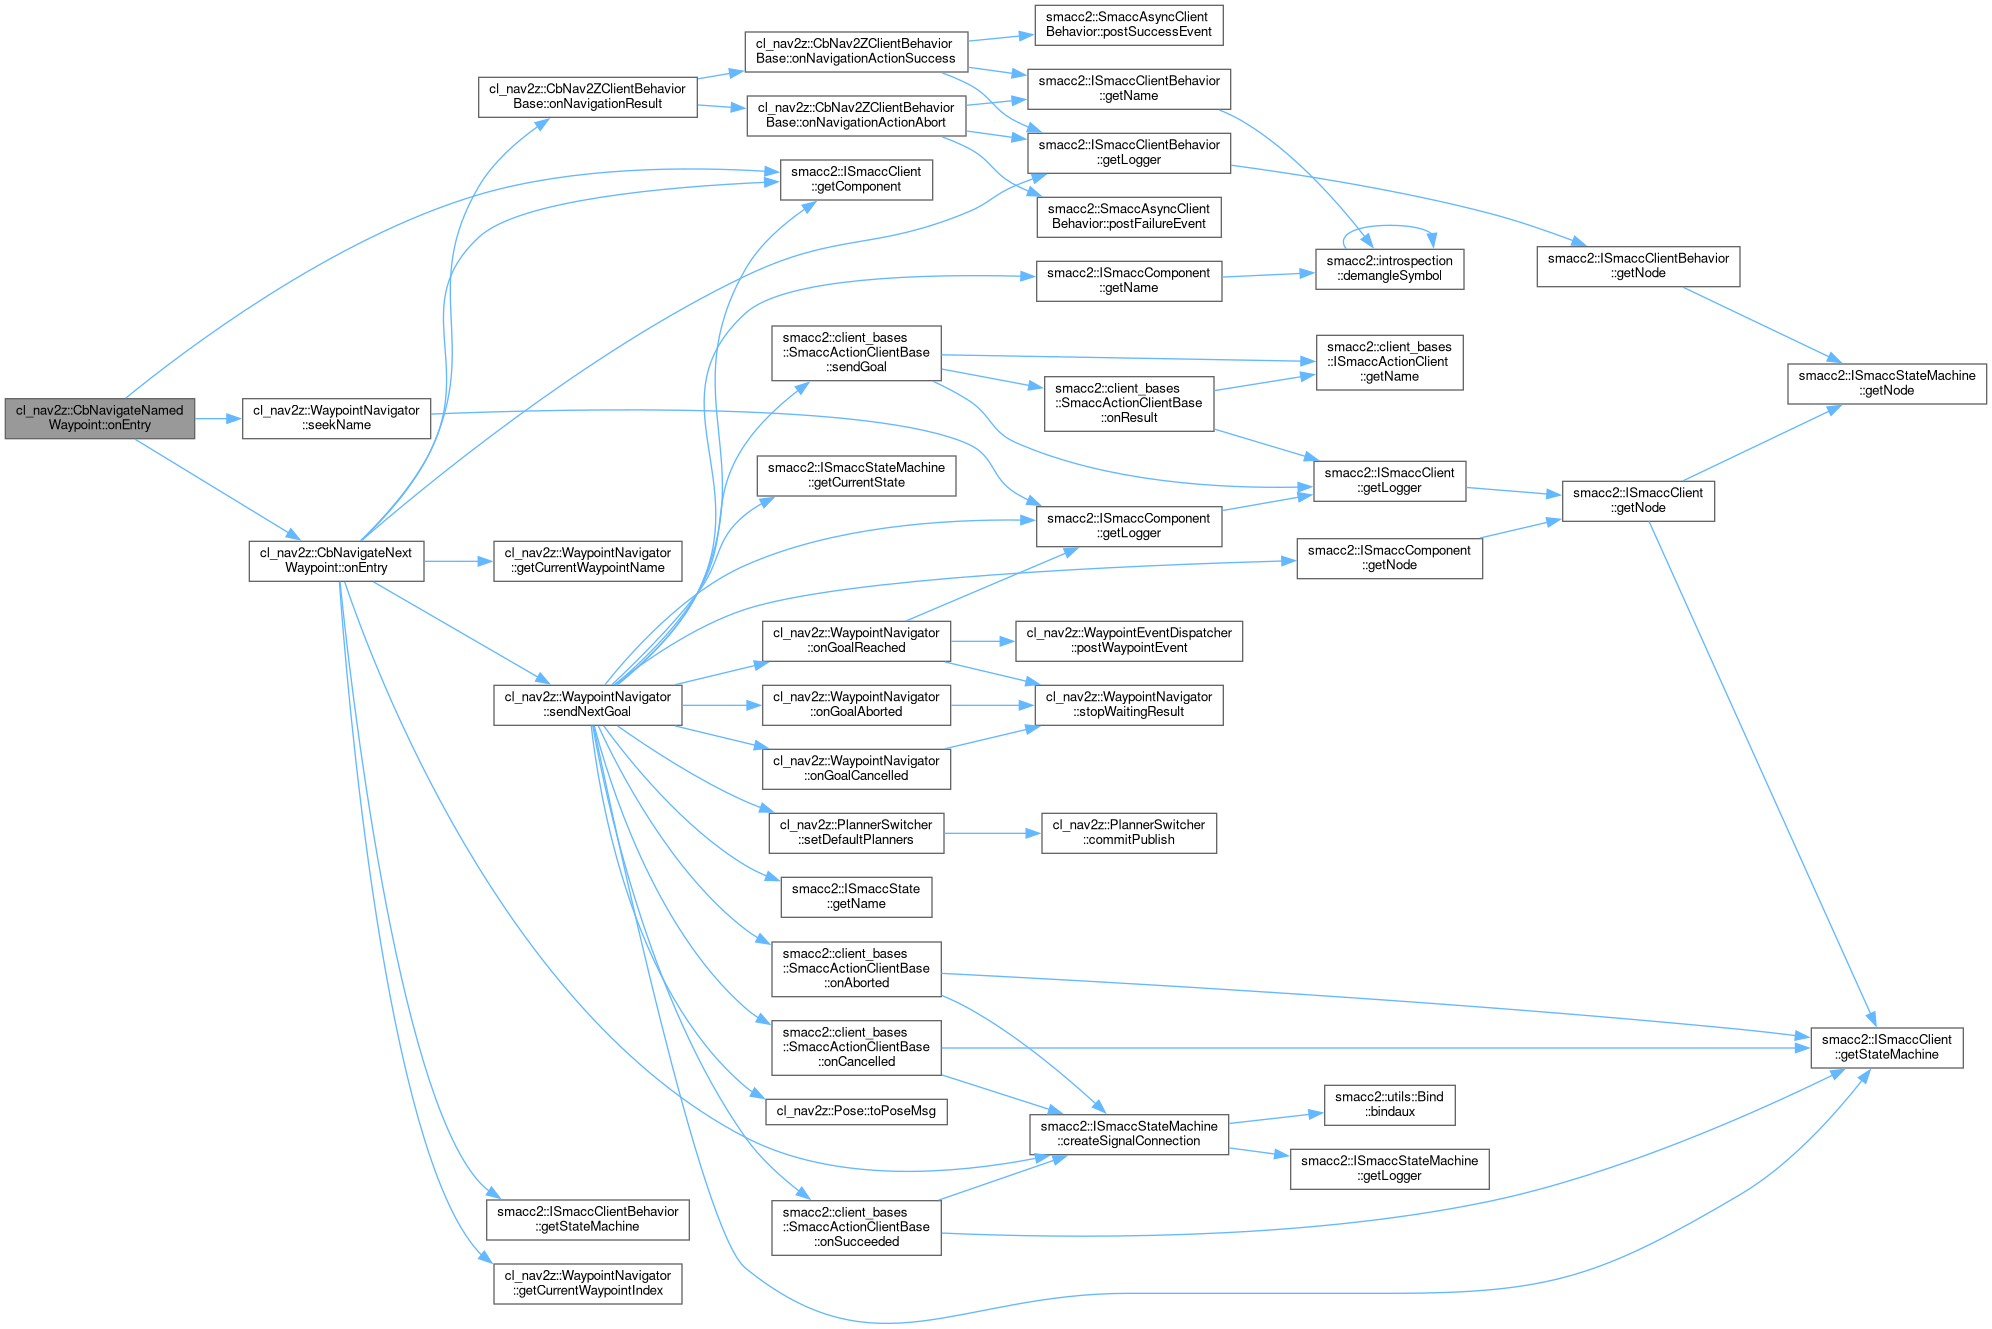 cl_nav2z::CbNavigateNamed
Waypoint::onEntry
cl_nav2z::WaypointNavigator
::seekName
cl_nav2z::CbNavigateNext
Waypoint::onEntry
cl_nav2z::CbNav2ZClientBehavior
Base::onNavigationResult
cl_nav2z::WaypointNavigator
::getCurrentWaypointName
cl_nav2z::WaypointNavigator
::sendNextGoal
smacc2::ISmaccClientBehavior
::getStateMachine
cl_nav2z::WaypointNavigator
::getCurrentWaypointIndex
cl_nav2z::CbNav2ZClientBehavior
Base::onNavigationActionSuccess
cl_nav2z::CbNav2ZClientBehavior
Base::onNavigationActionAbort
smacc2::ISmaccClient
::getComponent
smacc2::client_bases
::SmaccActionClientBase
::sendGoal
smacc2::ISmaccStateMachine
::getCurrentState
cl_nav2z::WaypointNavigator
::onGoalReached
cl_nav2z::WaypointNavigator
::onGoalAborted
cl_nav2z::WaypointNavigator
::onGoalCancelled
cl_nav2z::PlannerSwitcher
::setDefaultPlanners
smacc2::ISmaccState
::getName
smacc2::client_bases
::SmaccActionClientBase
::onAborted
smacc2::client_bases
::SmaccActionClientBase
::onCancelled
cl_nav2z::Pose::toPoseMsg
smacc2::client_bases
::SmaccActionClientBase
::onSucceeded
smacc2::SmaccAsyncClient
Behavior::postSuccessEvent
smacc2::ISmaccClientBehavior
::getName
smacc2::ISmaccClientBehavior
::getLogger
smacc2::SmaccAsyncClient
Behavior::postFailureEvent
smacc2::ISmaccComponent
::getName
smacc2::client_bases
::SmaccActionClientBase
::onResult
smacc2::ISmaccComponent
::getLogger
cl_nav2z::WaypointEventDispatcher
::postWaypointEvent
cl_nav2z::WaypointNavigator
::stopWaitingResult
cl_nav2z::PlannerSwitcher
::commitPublish
smacc2::ISmaccStateMachine
::createSignalConnection
smacc2::introspection
::demangleSymbol
smacc2::client_bases
::ISmaccActionClient
::getName
smacc2::ISmaccClient
::getLogger
smacc2::ISmaccComponent
::getNode
smacc2::utils::Bind
::bindaux
smacc2::ISmaccStateMachine
::getLogger
smacc2::ISmaccClientBehavior
::getNode
smacc2::ISmaccClient
::getNode
smacc2::ISmaccStateMachine
::getNode
smacc2::ISmaccClient
::getStateMachine